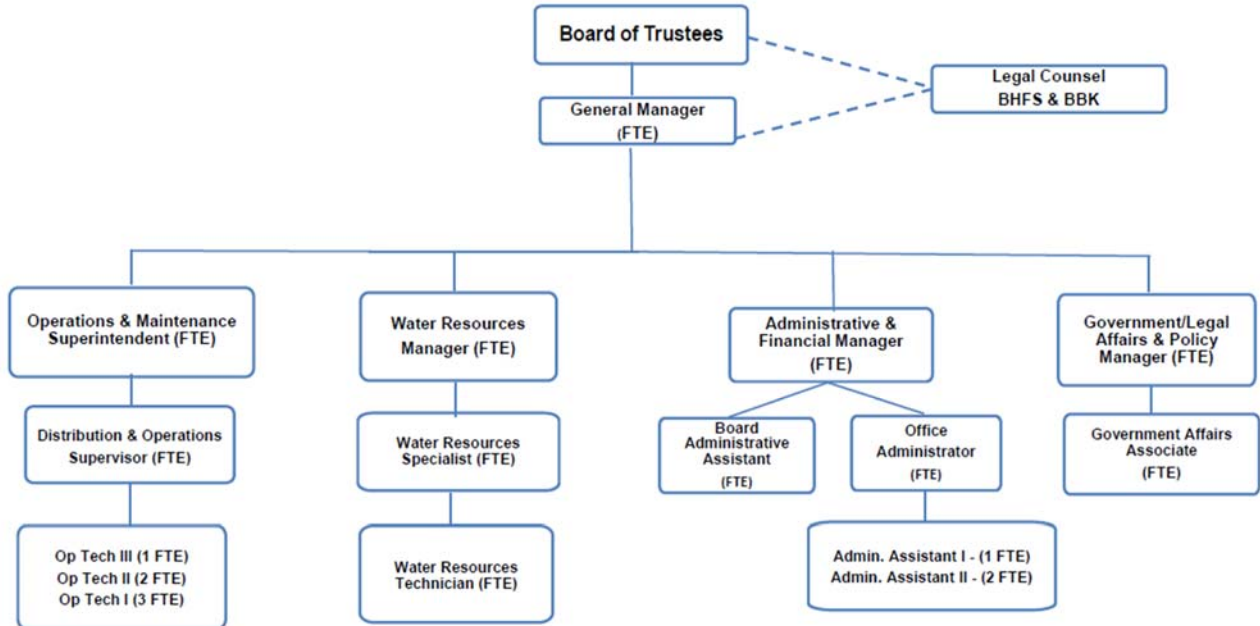 Board of Trustees
Legal Counsel
BHFS & BBK
General Manager
(FTE)
Operations & Maintenance
Superintendent (FTE)
Water Resources
Manager (FTE)
Administrative &
Financial Manager
(FTE)
Government/Legal
Affairs & Policy
Manager (FTE)
Distribution & Operations
Supervisor (FTE)
Water Resources
Specialist (FTE)
Board
Administrative
Assistant
(FTE)
Office
Administrator
(FTE)
Government Affairs
Associate
(FTE)
Op Tech III (1 FTE)
Op Tech II (2 FTE)
Op Tech I (3 FTE)
Water Resources
Technician (FTE)
Admin. Assistant I - (1 FTE)
Admin. Assistant II - (2 FTE)